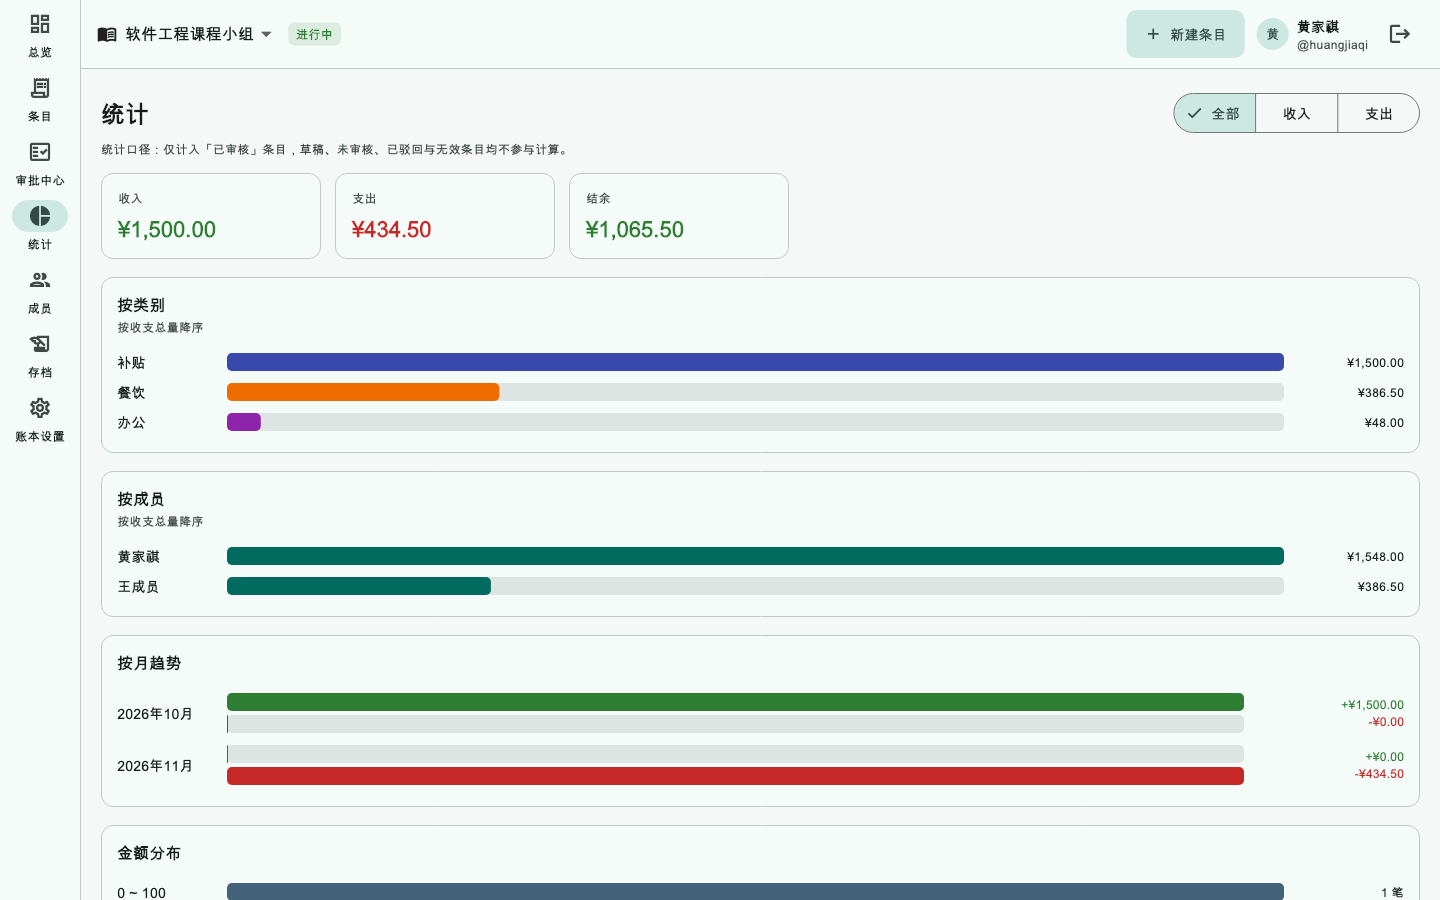 总览
条目
审批中心
统计
成员
存档
账本设置
软件工程课程小组
进行中
新建条目
黄
黄家祺
@huangjiaqi
统计
全部
收入
支出
统计口径：仅计入「已审核」条目，草稿、未审核、已驳回与无效条目均不参与计算。
收入
¥1,500.00
支出
¥434.50
结余
¥1,065.50
按类别
按收支总量降序
补贴 ¥1,500.00
餐饮 ¥386.50
办公 ¥48.00
按成员
按收支总量降序
黄家祺 ¥1,548.00
王成员 ¥386.50
按月趋势
2026年10月
+¥1,500.00
-¥0.00
2026年11月
+¥0.00
-¥434.50
金额分布
0 ~ 100 1 笔